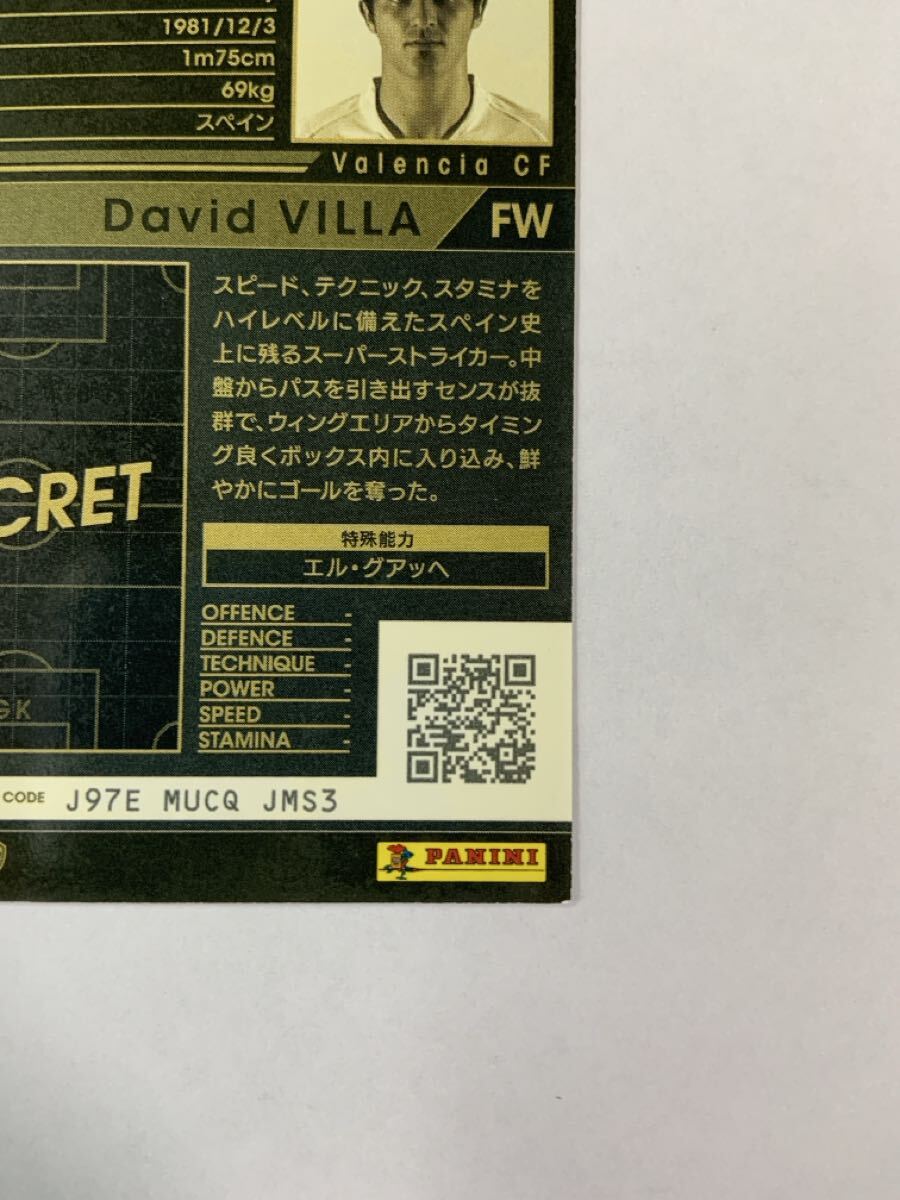 1981/12/3
1m75cm
69kg
スペイン
Valencia CF
David VILLA FW
スピード、テクニック、スタミナを
ハイレベルに備えたスペイン史
上に残るスーパーストライカー。中
盤からパスを引き出すセンスが抜
群で、ウィングエリアからタイミン
グ良くボックス内に入り込み、鮮
やかにゴールを奪った。
CRET
特殊能力
エル・グアッへ
OFFENCE -
DEFENCE -
TECHNIQUE -
POWER -
SPEED -
STAMINA -
GK
CODE J97E MUCQ JMS3
PANINI